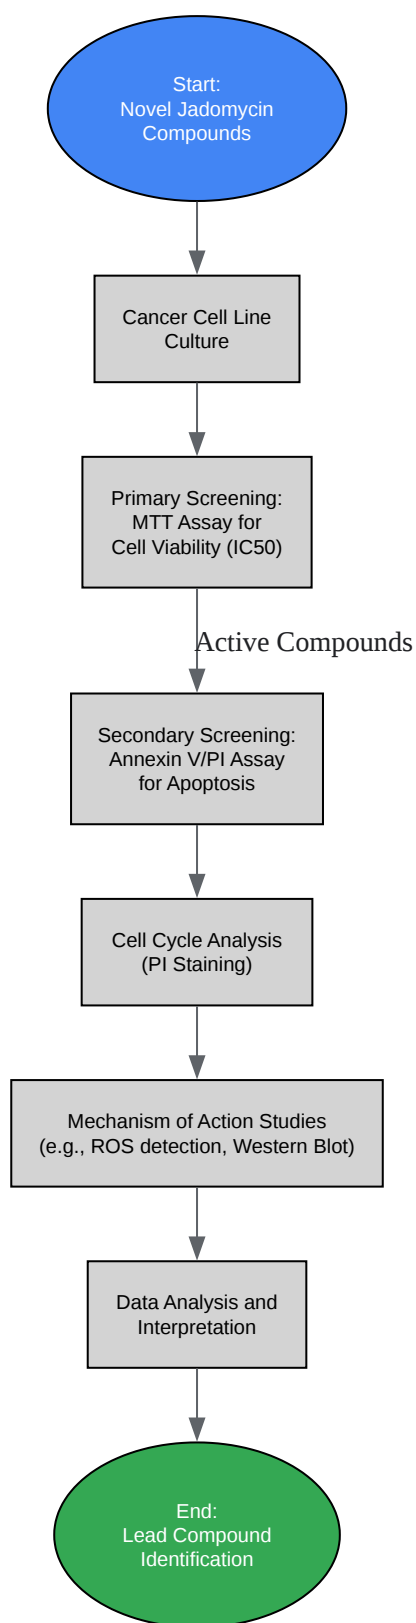 Start:
Novel Jadomycin
Compounds
Cancer Cell Line
Culture
Primary Screening:
MTT Assay for
Cell Viability (IC50)
Active Compounds
Secondary Screening:
Annexin V/PI Assay
for Apoptosis
Cell Cycle Analysis
(PI Staining)
Mechanism of Action Studies
(e.g., ROS detection, Western Blot)
Data Analysis and
Interpretation
End:
Lead Compound
Identification